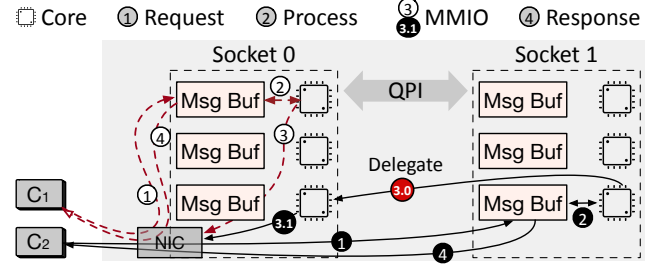 Core ① Request ② Process ③ 3.1 MMIO ④ Response
Socket 0 Socket 1
QPI
Msg Buf ② Msg Buf
④ ③
Msg Buf Msg Buf
Delegate
① 3.0
Msg Buf Msg Buf
C1 3.1 2
C2 NIC 1
4